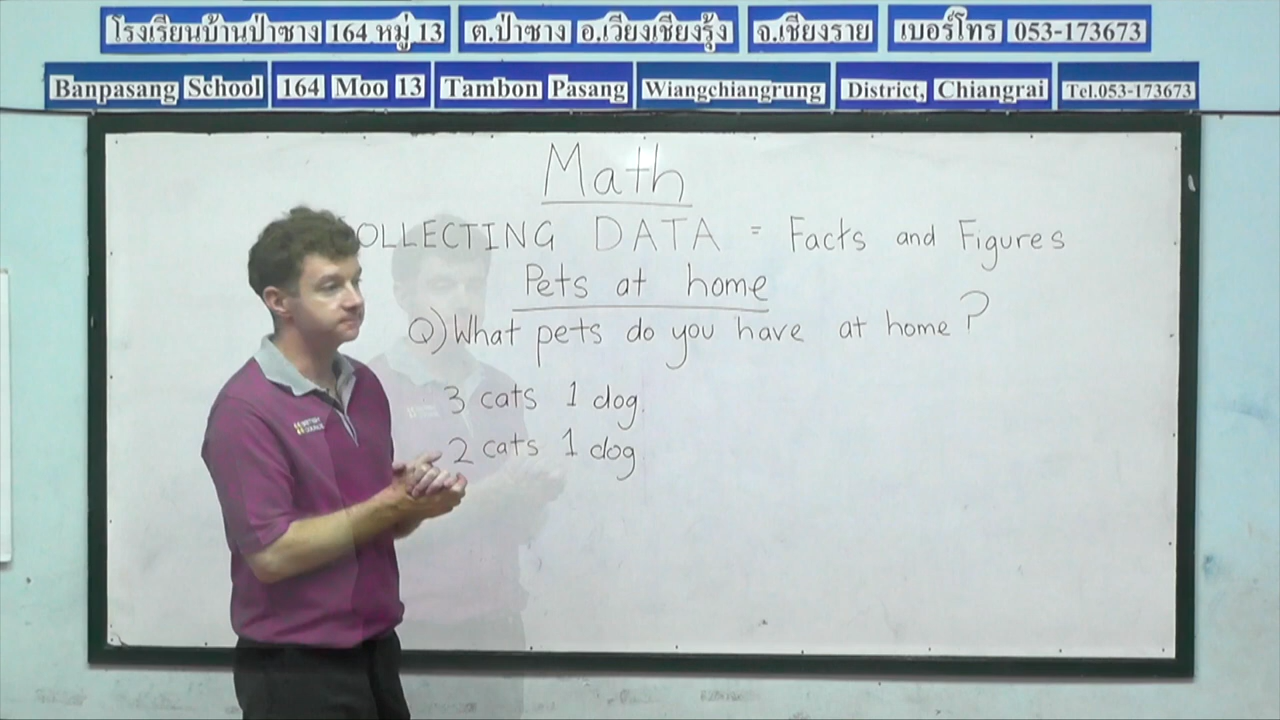 โรงเรียนบ้านป่าซาง 164 หมู่ 13 ต.ป่าซาง อ.เวียงเชียงรุ้ง จ.เชียงราย เบอร์โทร 053-173673
Banpasang School 164 Moo 13 Tambon Pasang Wiangchiangrung District, Chiangrai Tel.053-173673
Math
COLLECTING DATA = Facts and Figures
Pets at home
Q) What pets do you have at home?
3 cats 1 dog.
2 cats 1 dog
BRITISH
COUNCIL